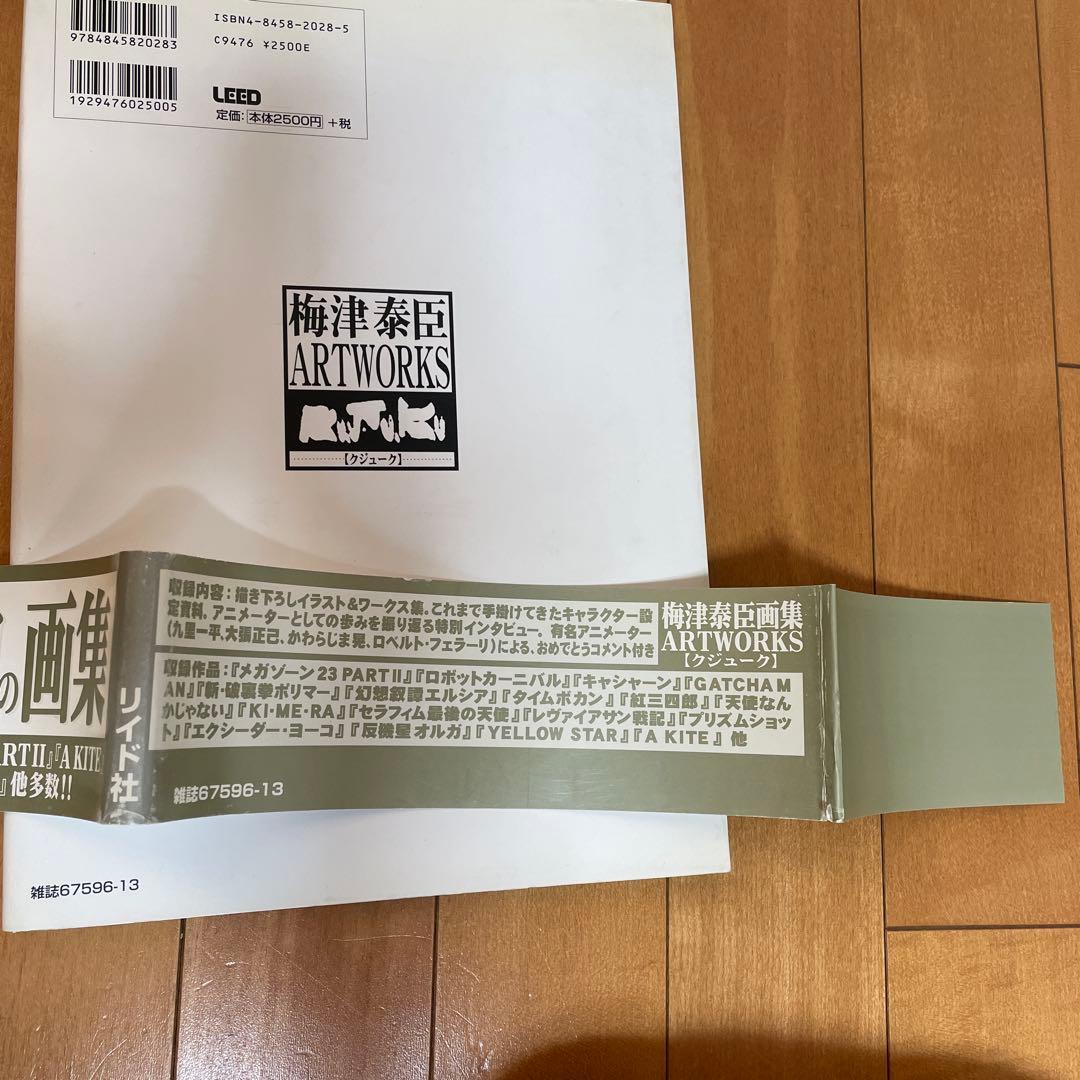 ISBN4-8458-2028-5
9784845820283
C9476 ¥2500E
1929476025005
LEED
定価: 本体2500円 +税
梅津泰臣
ARTWORKS
【クジューク】
の画集
ARTII』『A KITE
』他多数!!
リイド社
収録内容:描き下ろしイラスト&ワークス集。これまで手掛けてきたキャラクター設
定資料、アニメーターとしての歩みを振り返る特別インタビュー。有名アニメーター
(九里一平、大張正己、かわらじま晃、ロベルト・フェラーリ)による、おめでとうコメント付き
収録作品:『メガゾーン23 PARTII』『ロボットカーニバル』『キャシャーン』『GATCHAM
AN』『新・破裏拳ポリマー』『幻想叙譚エルシア』『タイムボカン』『紅三四郎』『天使なん
かじゃない』『KI・ME・RA』『セラフィム最後の天使』『レヴァイアサン戦記』『プリズムショッ
ト』『エクシーダー・ヨーコ』『反機星オルガ』『YELLOW STAR』『A KITE』他
雑誌67596-13
梅津泰臣画集
ARTWORKS
【クジューク】
雑誌67596-13